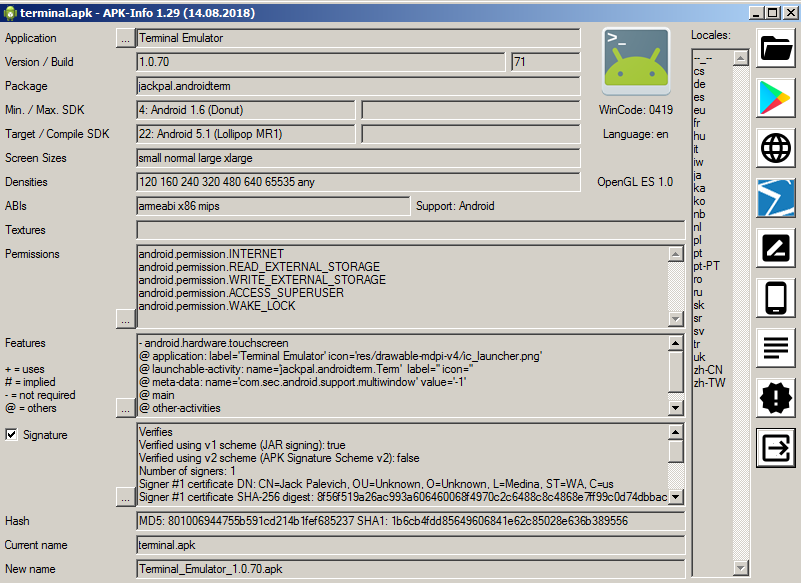 terminal.apk - APK-Info 1.29 (14.08.2018)
Application ... Terminal Emulator
Version / Build 1.0.70 71
Package jackpal.androidterm
Min. / Max. SDK 4: Android 1.6 (Donut)
Target / Compile SDK 22: Android 5.1 (Lollipop MR1)
Screen Sizes small normal large xlarge
Densities 120 160 240 320 480 640 65535 any
ABIs armeabi x86 mips Support: Android
Textures
Permissions
android.permission.INTERNET
android.permission.READ_EXTERNAL_STORAGE
android.permission.WRITE_EXTERNAL_STORAGE
android.permission.ACCESS_SUPERUSER
android.permission.WAKE_LOCK
...
Features
+ = uses
# = implied
- = not required
@ = others
...
- android.hardware.touchscreen
@ application: label='Terminal Emulator' icon='res/drawable-mdpi-v4/ic_launcher.png'
@ launchable-activity: name='jackpal.androidterm.Term' label='' icon=''
@ meta-data: name='com.sec.android.support.multiwindow' value='-1'
@ main
@ other-activities
Signature
Verifies
Verified using v1 scheme (JAR signing): true
Verified using v2 scheme (APK Signature Scheme v2): false
Number of signers: 1
Signer #1 certificate DN: CN=Jack Palevich, OU=Unknown, O=Unknown, L=Medina, ST=WA, C=us
Signer #1 certificate SHA-256 digest: 8f56f519a26ac993a606460068f4970c2c6488c8c4868e7ff99c0d74dbbac
...
Hash MD5: 801006944755b591cd214b1fef685237 SHA1: 1b6cb4fdd85649606841e62c85028e636b389556
Current name terminal.apk
New name Terminal_Emulator_1.0.70.apk
>_
WinCode: 0419
Language: en
OpenGL ES 1.0
Locales:
--_--
cs
de
es
eu
fr
hu
it
iw
ja
ka
ko
nb
nl
pl
pt
pt-PT
ro
ru
sk
sr
sv
tr
uk
zh-CN
zh-TW